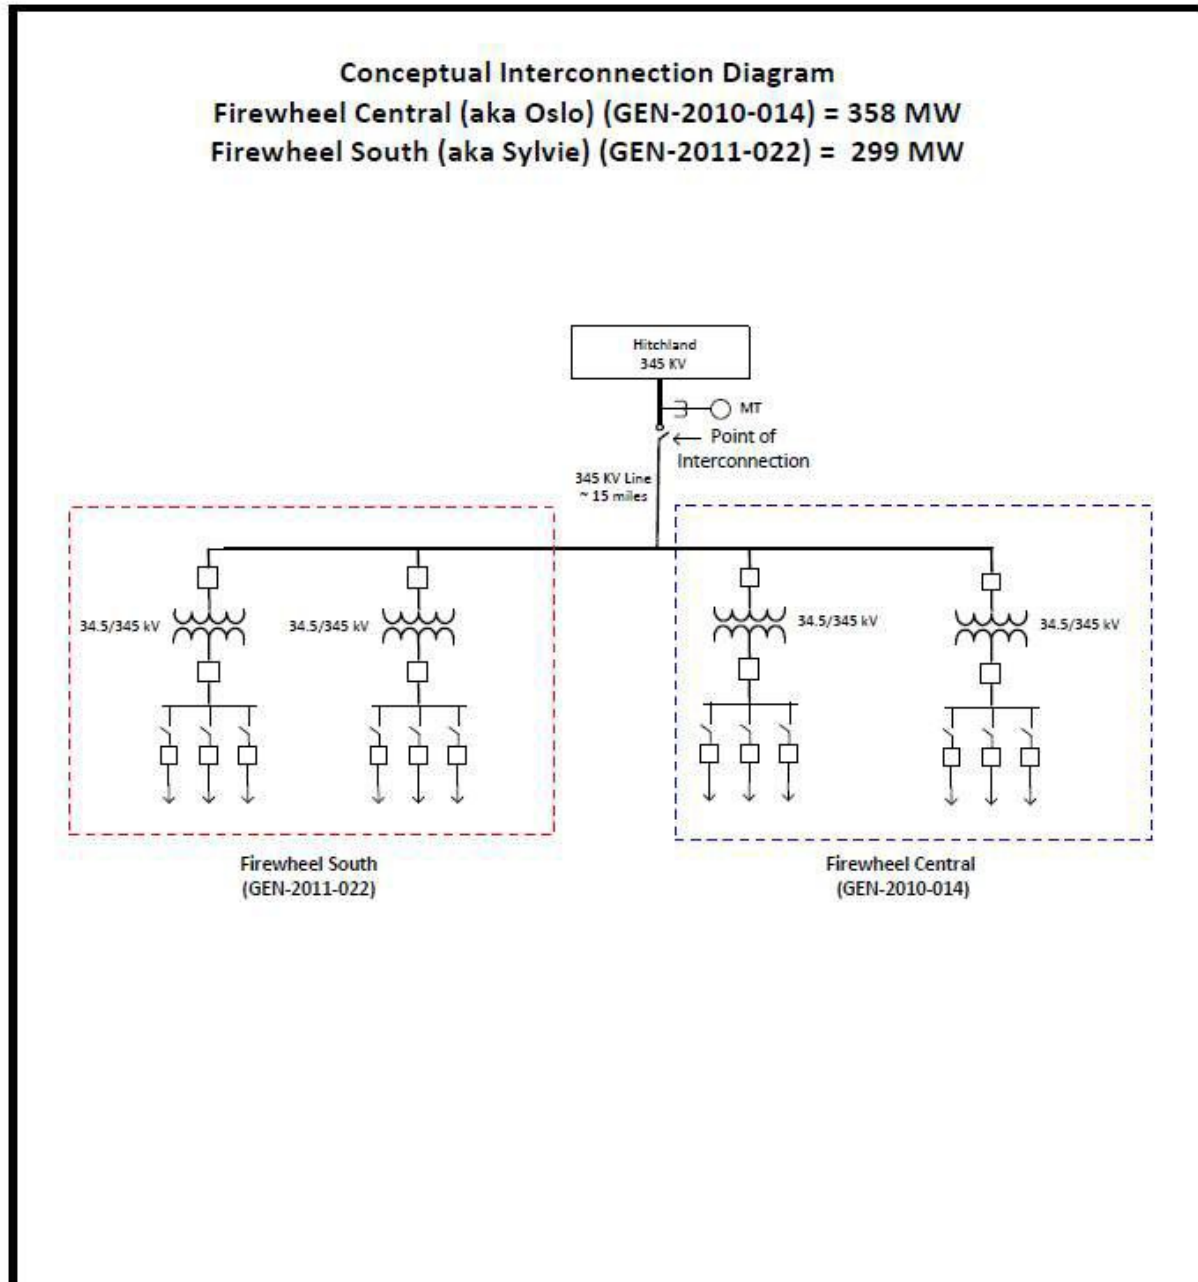 Conceptual Interconnection Diagram
Firewheel Central (aka Oslo) (GEN-2010-014) = 358 MW
Firewheel South (aka Sylvie) (GEN-2011-022) = 299 MW
Hitchland
345 KV
MT
Point of
Interconnection
345 KV Line
~ 15 miles
34.5/345 kV
34.5/345 kV
34.5/345 kV
34.5/345 kV
Firewheel South
(GEN-2011-022)
Firewheel Central
(GEN-2010-014)